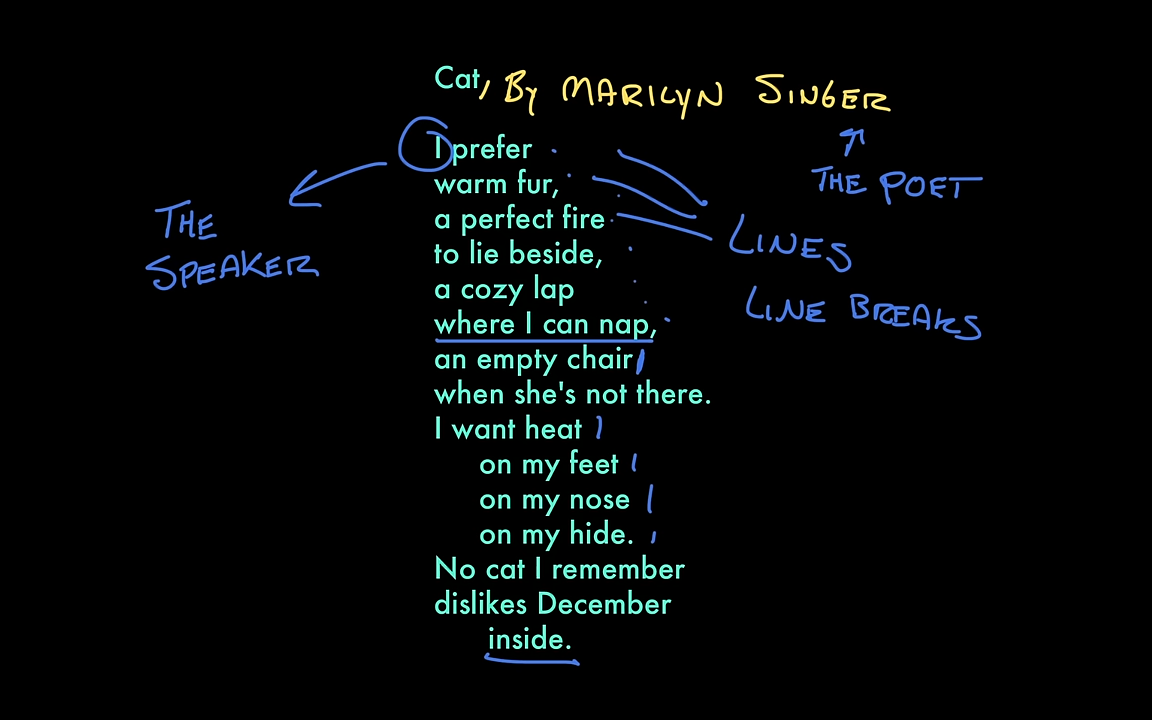 Cat, By MARILYN SINGER
THE POET
I prefer
warm fur,
a perfect fire
to lie beside,
a cozy lap
where I can nap,
an empty chair
when she's not there.
I want heat
on my feet
on my nose
on my hide.
No cat I remember
dislikes December
inside.
THE
SPEAKER
LINES
LINE BREAKS